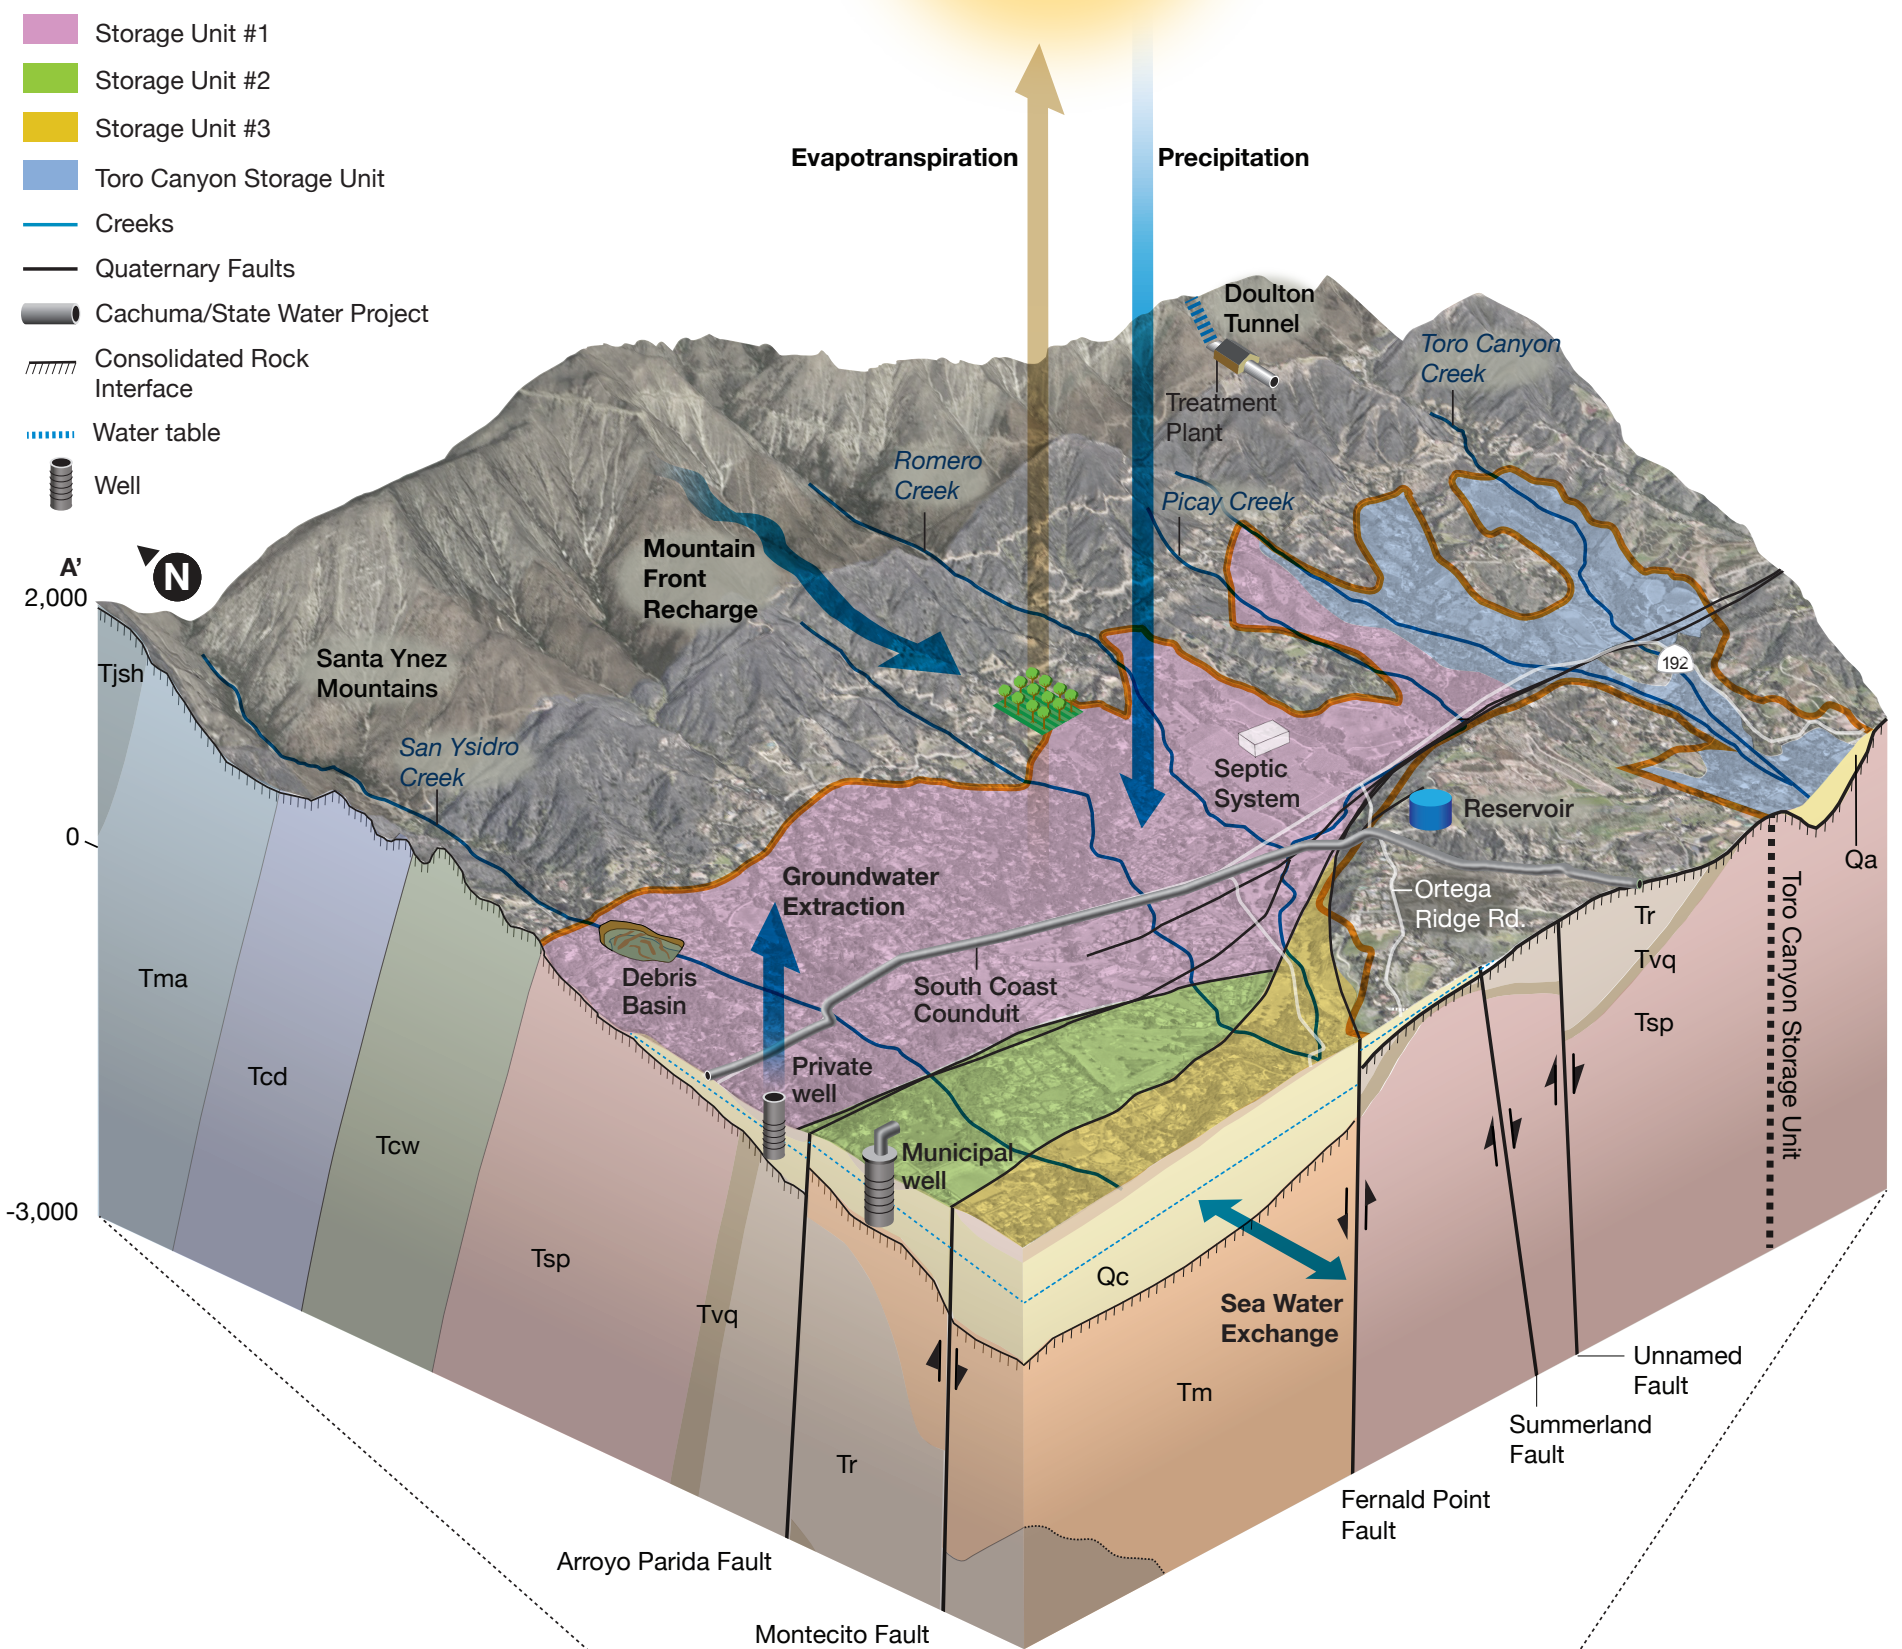 Storage Unit #1
Storage Unit #2
Storage Unit #3
Toro Canyon Storage Unit
Creeks
Quaternary Faults
Cachuma/State Water Project
Consolidated Rock
Interface
Water table
Well
Evapotranspiration
Precipitation
Doulton
Tunnel
Treatment
Plant
Toro Canyon
Creek
Romero
Creek
Picay Creek
Mountain
Front
Recharge
N
A'
2,000
0
-3,000
Santa Ynez
Mountains
San Ysidro
Creek
192
Septic
System
Reservoir
Groundwater
Extraction
Ortega
Ridge Rd.
Debris
Basin
South Coast
Counduit
Private
well
Municipal
well
Sea Water
Exchange
Toro Canyon Storage Unit
Tjsh
Tma
Tcd
Tcw
Tsp
Tvq
Tr
Qc
Tm
Tr
Tvq
Tsp
Qa
Unnamed
Fault
Summerland
Fault
Fernald Point
Fault
Arroyo Parida Fault
Montecito Fault